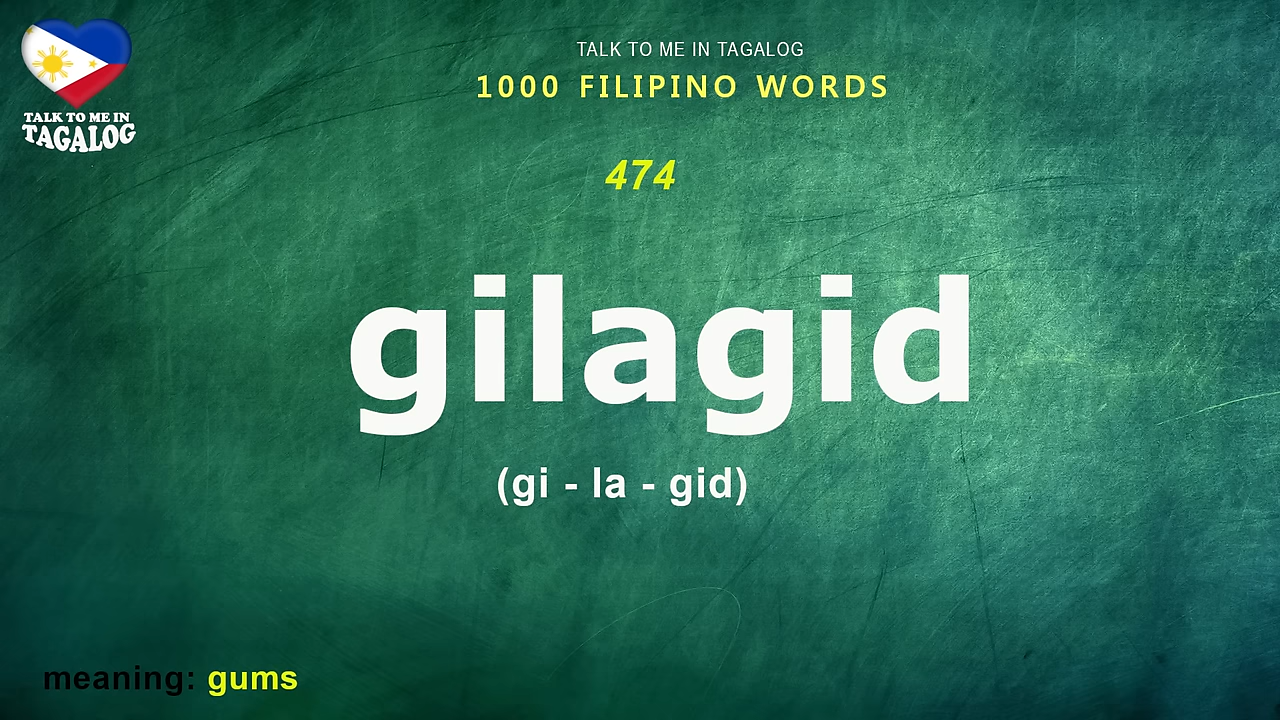 TALK TO ME IN
TAGALOG
TALK TO ME IN TAGALOG
1000 FILIPINO WORDS
474
gilagid
(gi - la - gid)
meaning: gums